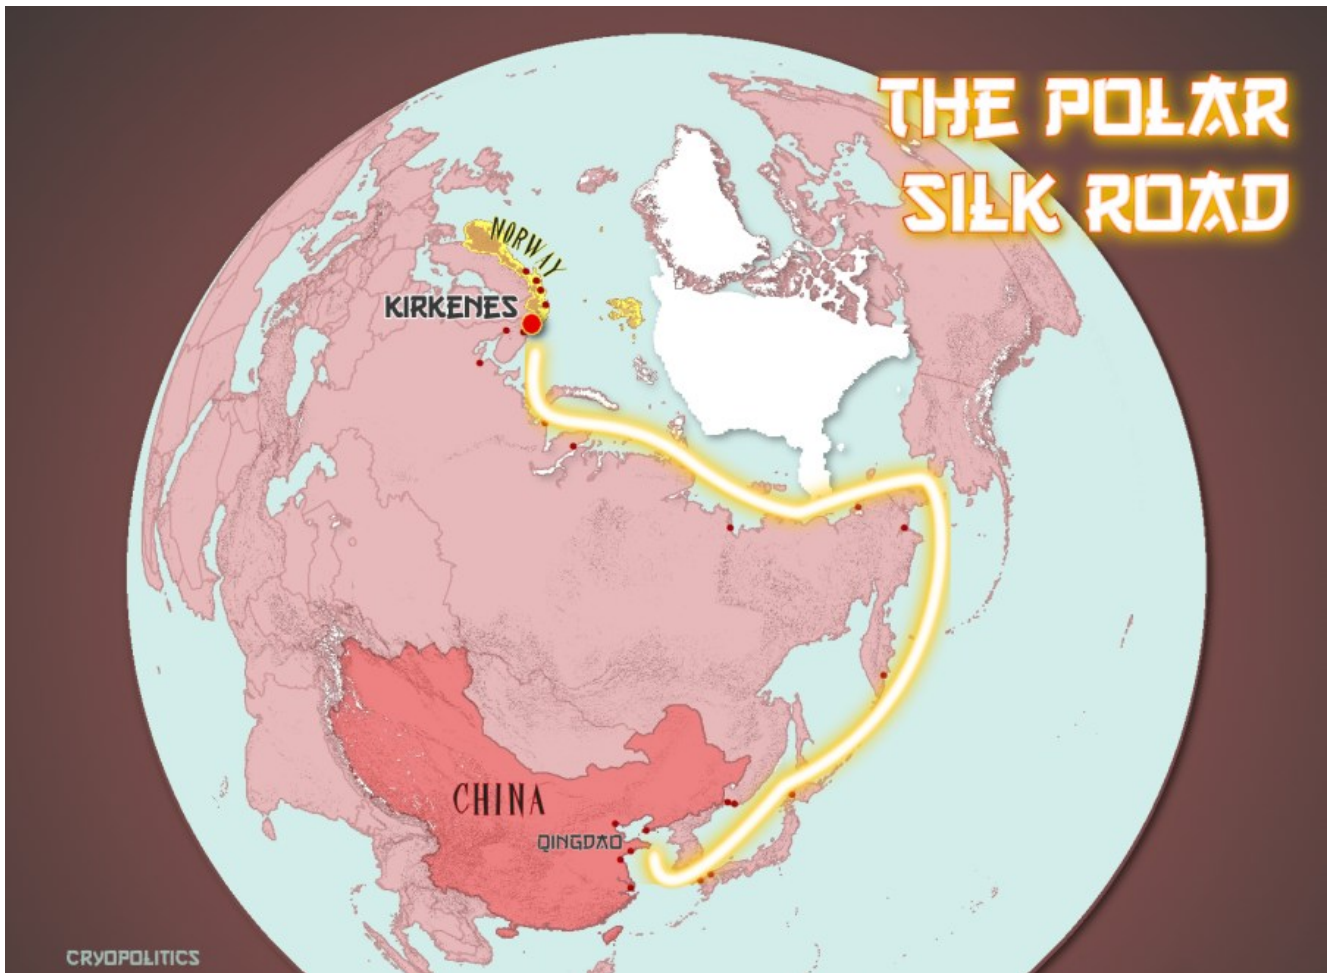 THE POLAR
SILK ROAD
NORWAY
KIRKENES
CHINA
QINGDAO
CRYOPOLITICS